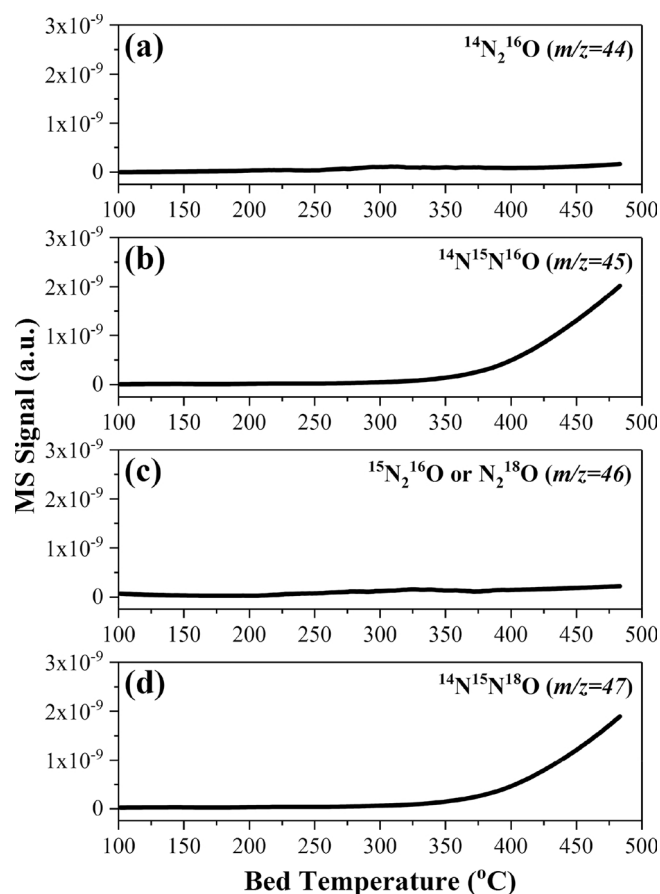 (a) ¹⁴N₂¹⁶O (m/z=44)
3x10⁻⁹
2x10⁻⁹
1x10⁻⁹
0
100 150 200 250 300 350 400 450 500
(b) ¹⁴N¹⁵N¹⁶O (m/z=45)
3x10⁻⁹
2x10⁻⁹
1x10⁻⁹
0
100 150 200 250 300 350 400 450 500
MS Signal (a.u.)
(c) ¹⁵N₂¹⁶O or N₂¹⁸O (m/z=46)
3x10⁻⁹
2x10⁻⁹
1x10⁻⁹
0
100 150 200 250 300 350 400 450 500
(d) ¹⁴N¹⁵N¹⁸O (m/z=47)
3x10⁻⁹
2x10⁻⁹
1x10⁻⁹
0
100 150 200 250 300 350 400 450 500
Bed Temperature (ᵒC)